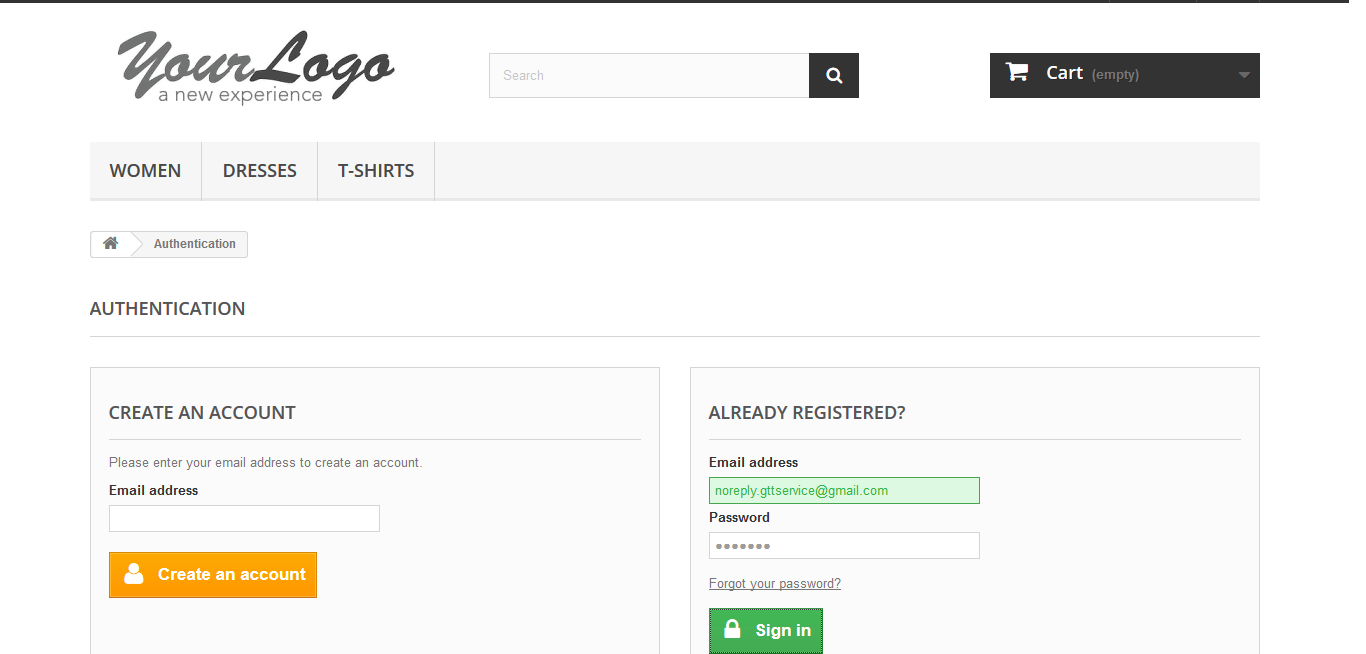 YourLogo
a new experience
Search
Cart (empty)
WOMEN DRESSES T-SHIRTS
Authentication
AUTHENTICATION
CREATE AN ACCOUNT
Please enter your email address to create an account.
Email address
Create an account
ALREADY REGISTERED?
Email address
noreply.gttservice@gmail.com
Password
•••••••
Forgot your password?
Sign in